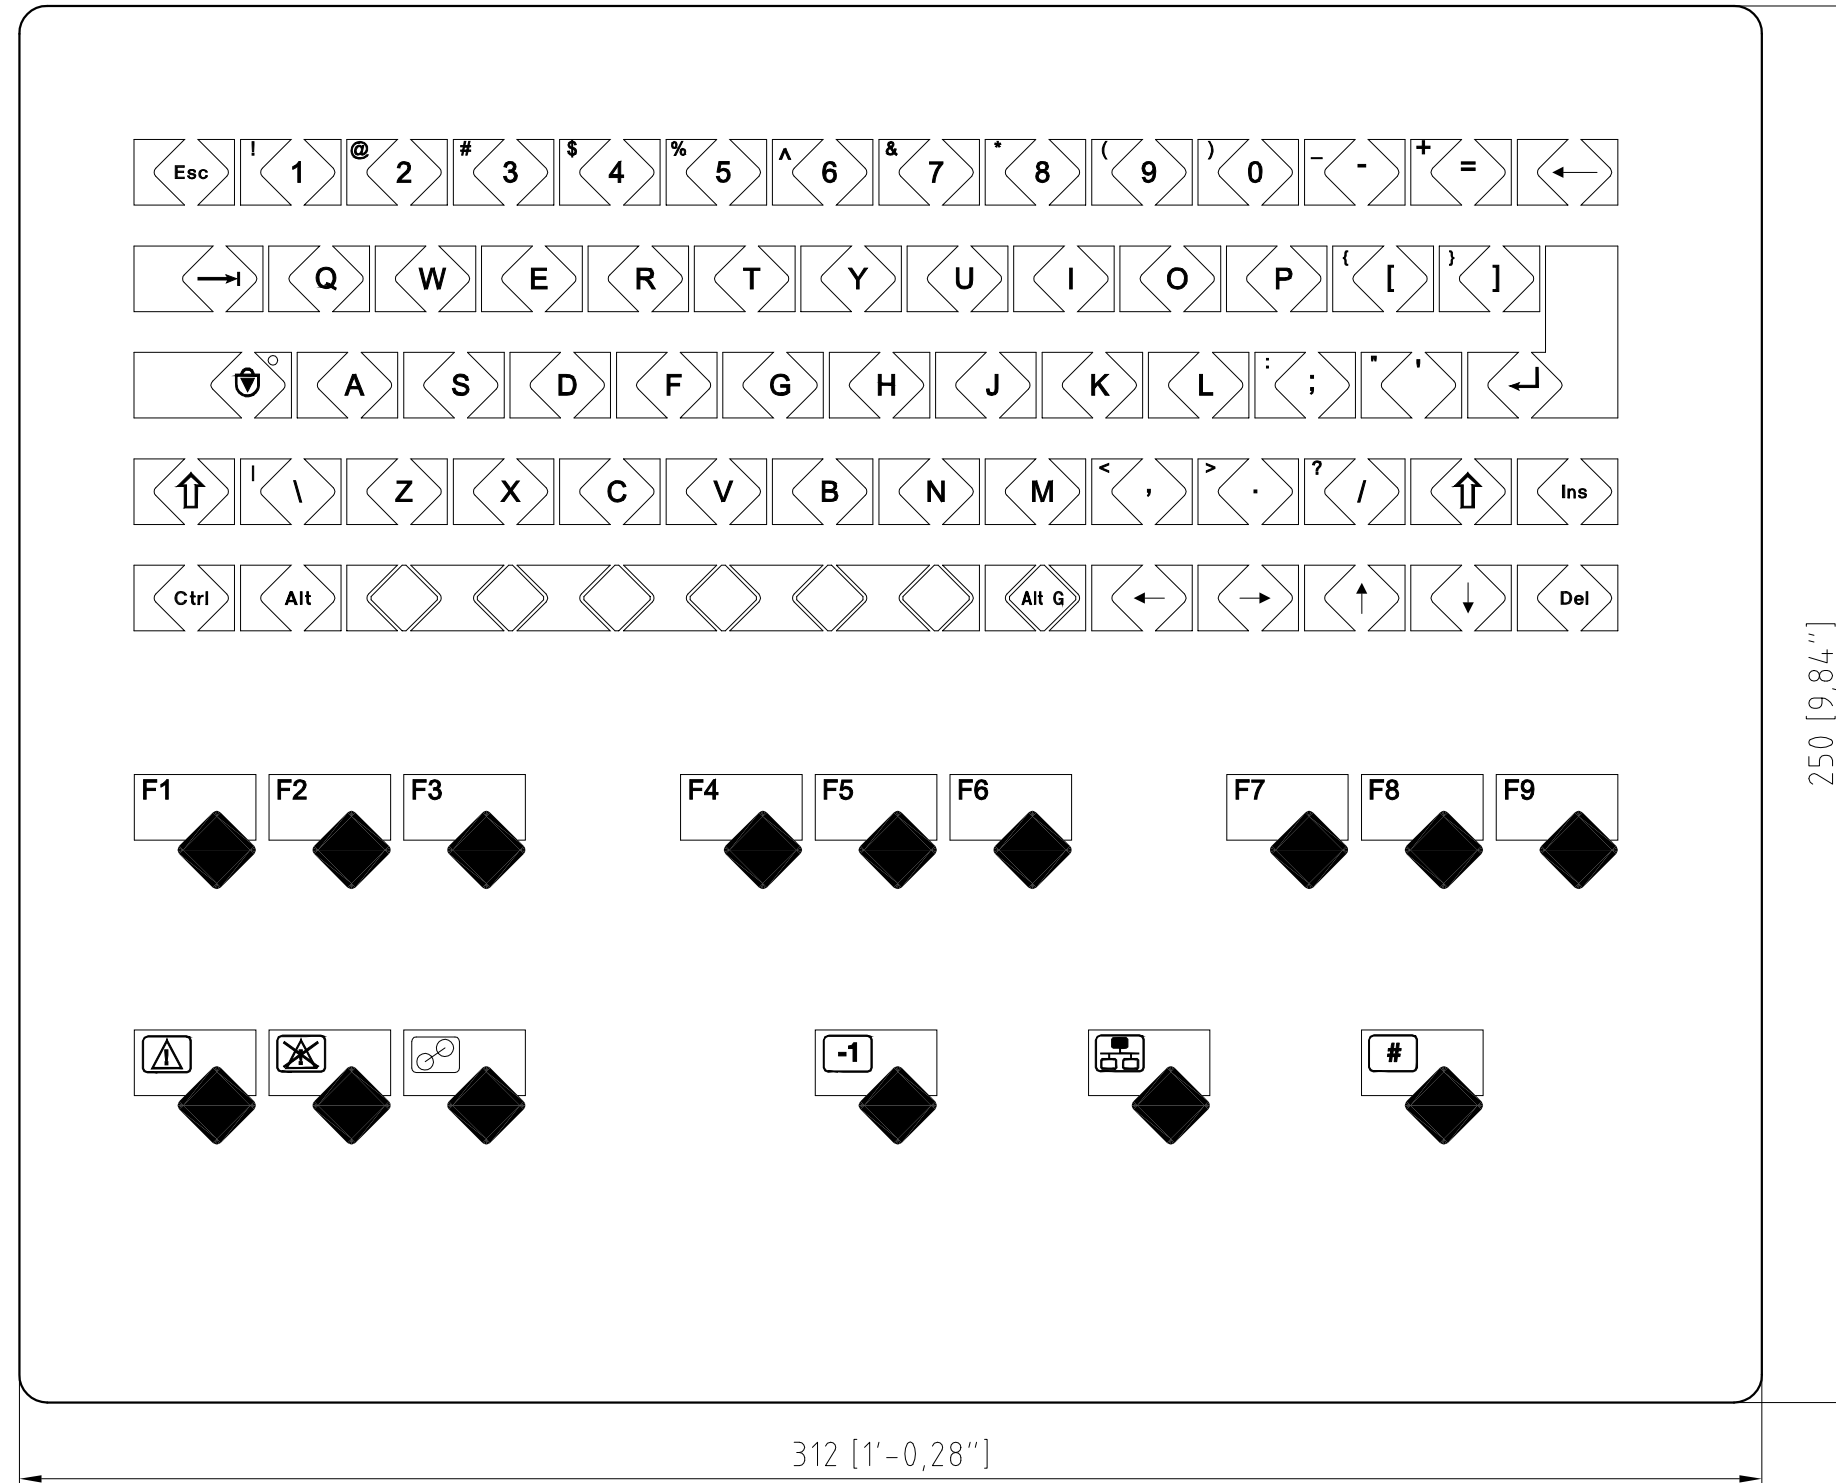 Esc ! 1 @ 2 # 3 $ 4 % 5 ^ 6 & 7 * 8 ( 9 ) 0 _ - + =
Q W E R T Y U I O P { [ } ]
A S D F G H J K L : ; " '
| \ Z X C V B N M < , > . ? / Ins
Ctrl Alt Alt G Del
250 [9,84"]
F1 F2 F3 F4 F5 F6 F7 F8 F9
! ! -1 #
312 [1'-0,28"]